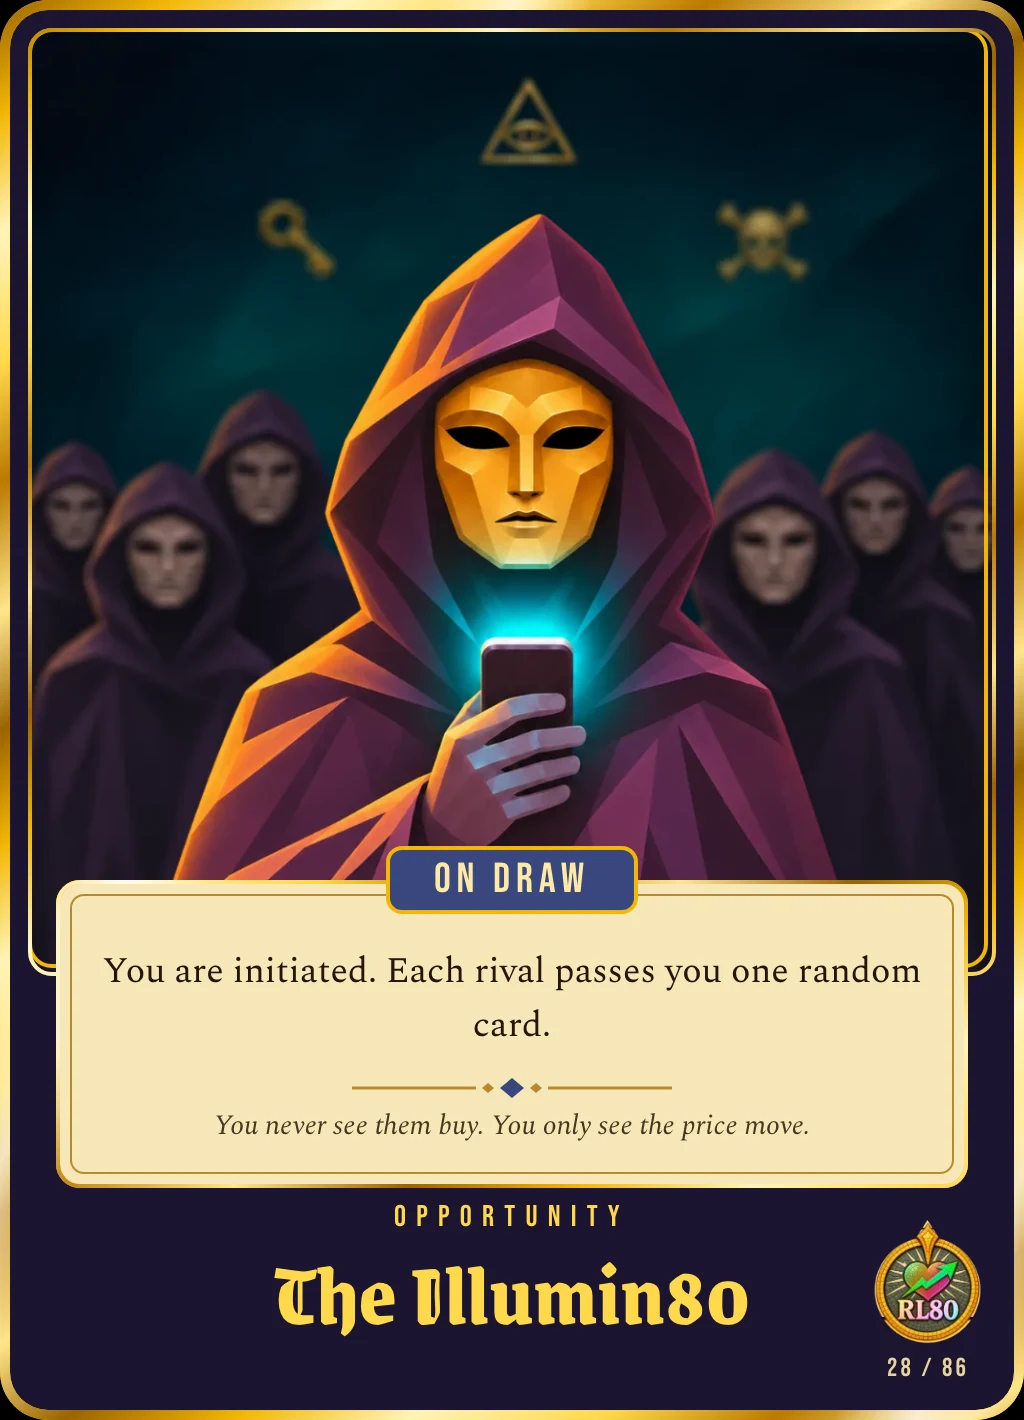 ON DRAW
You are initiated. Each rival passes you one random
card.
You never see them buy. You only see the price move.
OPPORTUNITY
The Illumin80
RL80
28 / 86